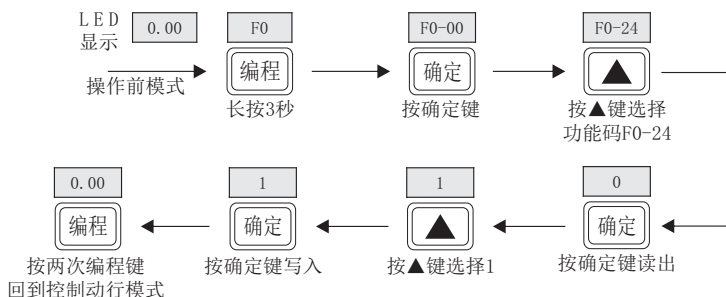 LED
显示
0.00
F0
F0-00
F0-24
编程
确定
▲
操作前模式
长按3秒
按确定键
按▲键选择
功能码F0-24
0.00
1
1
0
编程
确定
▲
确定
按两次编程键
回到控制动行模式
按确定键写入
按▲键选择1
按确定键读出